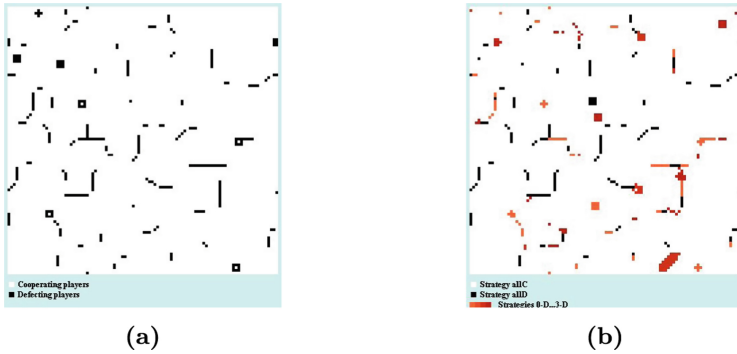 Cooperating players
Defecting players
Strategy allC
Strategy allD
Strategies 0-D...3-D
(a)
(b)